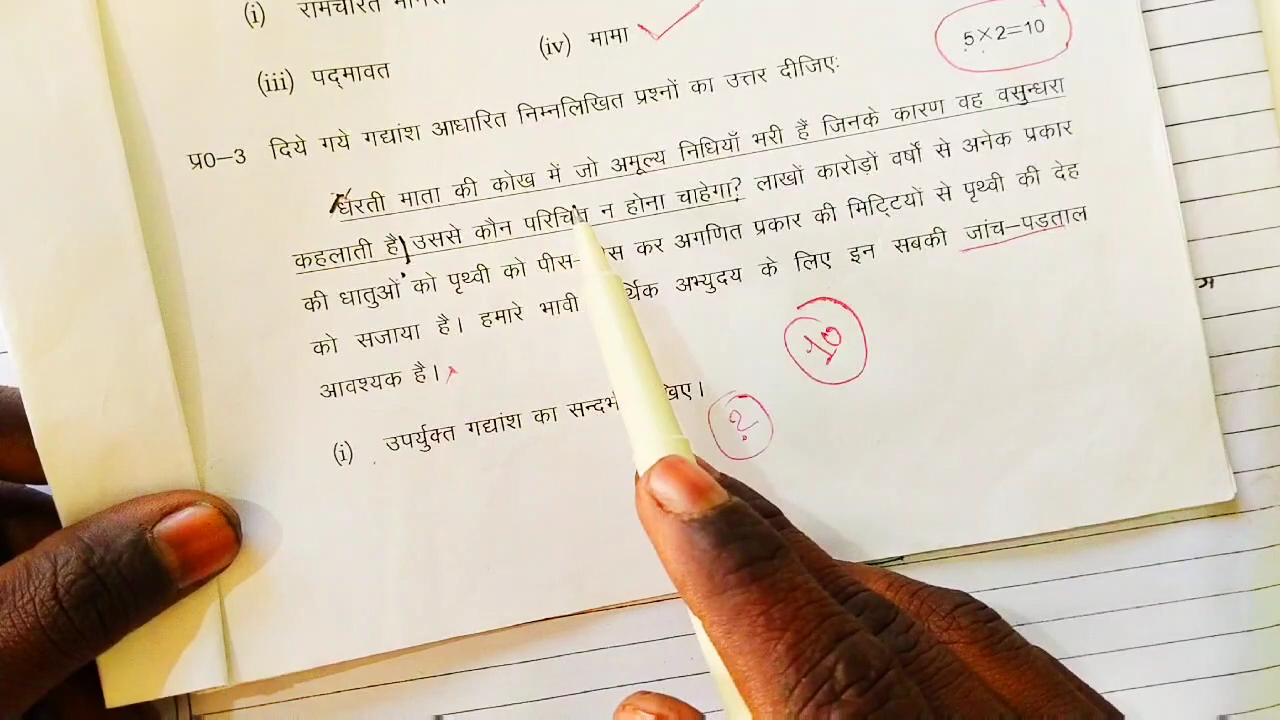 (i) रामचरित मानस
(iv) मामा
5×2=10
(iii) पद्मावत
प्र0–3 दिये गये गद्यांश आधारित निम्नलिखित प्रश्नों का उत्तर दीजिए:
धरती माता की कोख में जो अमूल्य निधियाँ भरी हैं जिनके कारण वह वसुन्धरा
कहलाती है। उससे कौन परिचित न होना चाहेगा? लाखों कारोड़ों वर्षों से अनेक प्रकार
की धातुओं को पृथ्वी को पीस- कर अगणित प्रकार की मिट्टियों से पृथ्वी की देह
को सजाया है। हमारे भावी अभ्युदय के लिए इन सबकी जांच–पडताल
आवश्यक है।
10
(i) उपर्युक्त गद्यांश का सन्दर्भ ।
2